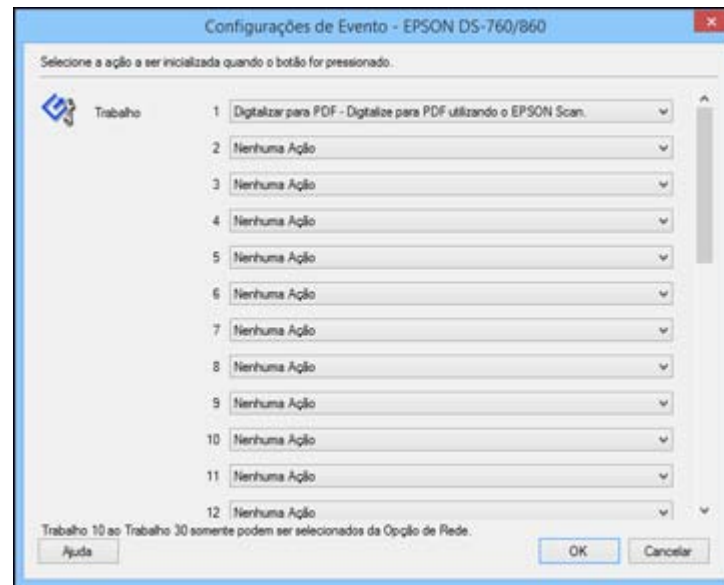 Configurações de Evento - EPSON DS-760/860
Selecione a ação a ser inicializada quando o botão for pressionado.
Trabalho 1 Digitalizar para PDF - Digitalize para PDF utilizando o EPSON Scan.
2 Nenhuma Ação
3 Nenhuma Ação
4 Nenhuma Ação
5 Nenhuma Ação
6 Nenhuma Ação
7 Nenhuma Ação
8 Nenhuma Ação
9 Nenhuma Ação
10 Nenhuma Ação
11 Nenhuma Ação
12 Nenhuma Ação
Trabalho 10 ao Trabalho 30 somente podem ser selecionados da Opção de Rede.
Ajuda OK Cancelar